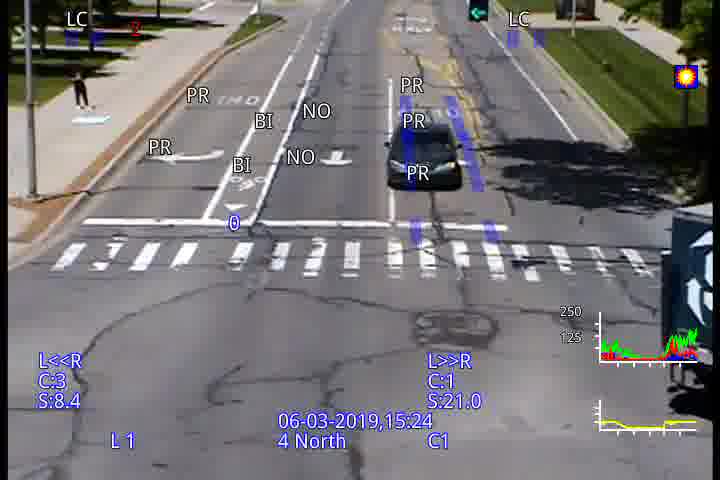 LC
2
LC
PR
PR
NO
BI
PR
PR
NO
BI
PR
0
250
125
L<<R
C:3
S:8.4
L>>R
C:1
S:21.0
06-03-2019,15:24
L 1
4 North
C1